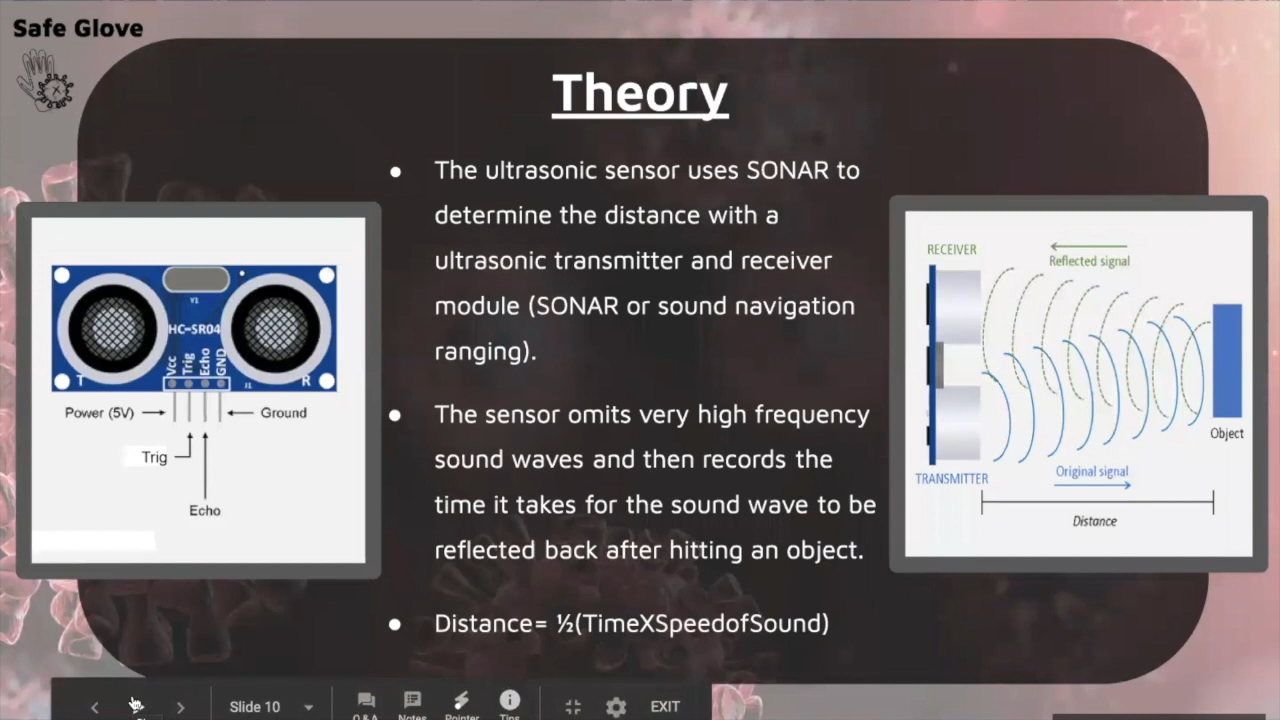 Safe Glove
Theory
● The ultrasonic sensor uses SONAR to
determine the distance with a
ultrasonic transmitter and receiver
module (SONAR or sound navigation
ranging).
● The sensor omits very high frequency
sound waves and then records the
time it takes for the sound wave to be
reflected back after hitting an object.
● Distance= ½(TimeXSpeedofSound)
Y1
HC-SR04
Vcc
Trig
Echo
GND
T
J1
R
Power (5V)
Ground
Trig
Echo
RECEIVER
Reflected signal
Object
Original signal
TRANSMITTER
Distance
Slide 10
Q&A
Notes
Pointer
Tips
EXIT